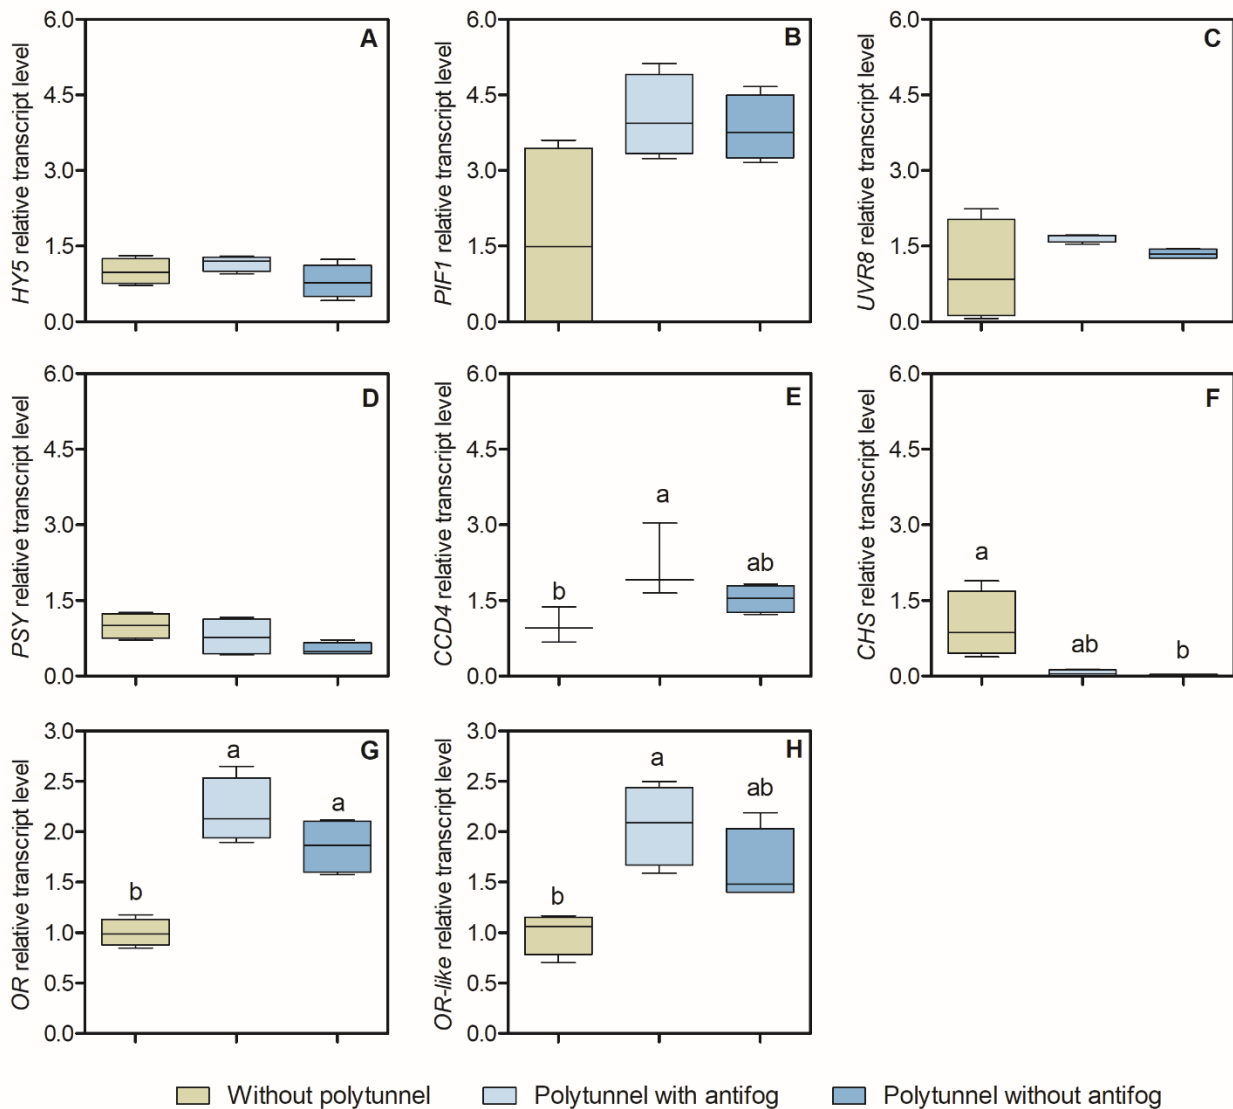 HY5 relative transcript level
6.0
4.5
3.0
1.5
0.0
A
PIF1 relative transcript level
6.0
4.5
3.0
1.5
0.0
B
UVR8 relative transcript level
6.0
4.5
3.0
1.5
0.0
C
PSY relative transcript level
6.0
4.5
3.0
1.5
0.0
D
CCD4 relative transcript level
6.0
4.5
3.0
1.5
0.0
E
b
a
ab
CHS relative transcript level
6.0
4.5
3.0
1.5
0.0
F
a
ab
b
OR relative transcript level
3.0
2.5
2.0
1.5
1.0
0.5
0.0
G
b
a
a
OR-like relative transcript level
3.0
2.5
2.0
1.5
1.0
0.5
0.0
H
b
a
ab
Without polytunnel
Polytunnel with antifog
Polytunnel without antifog